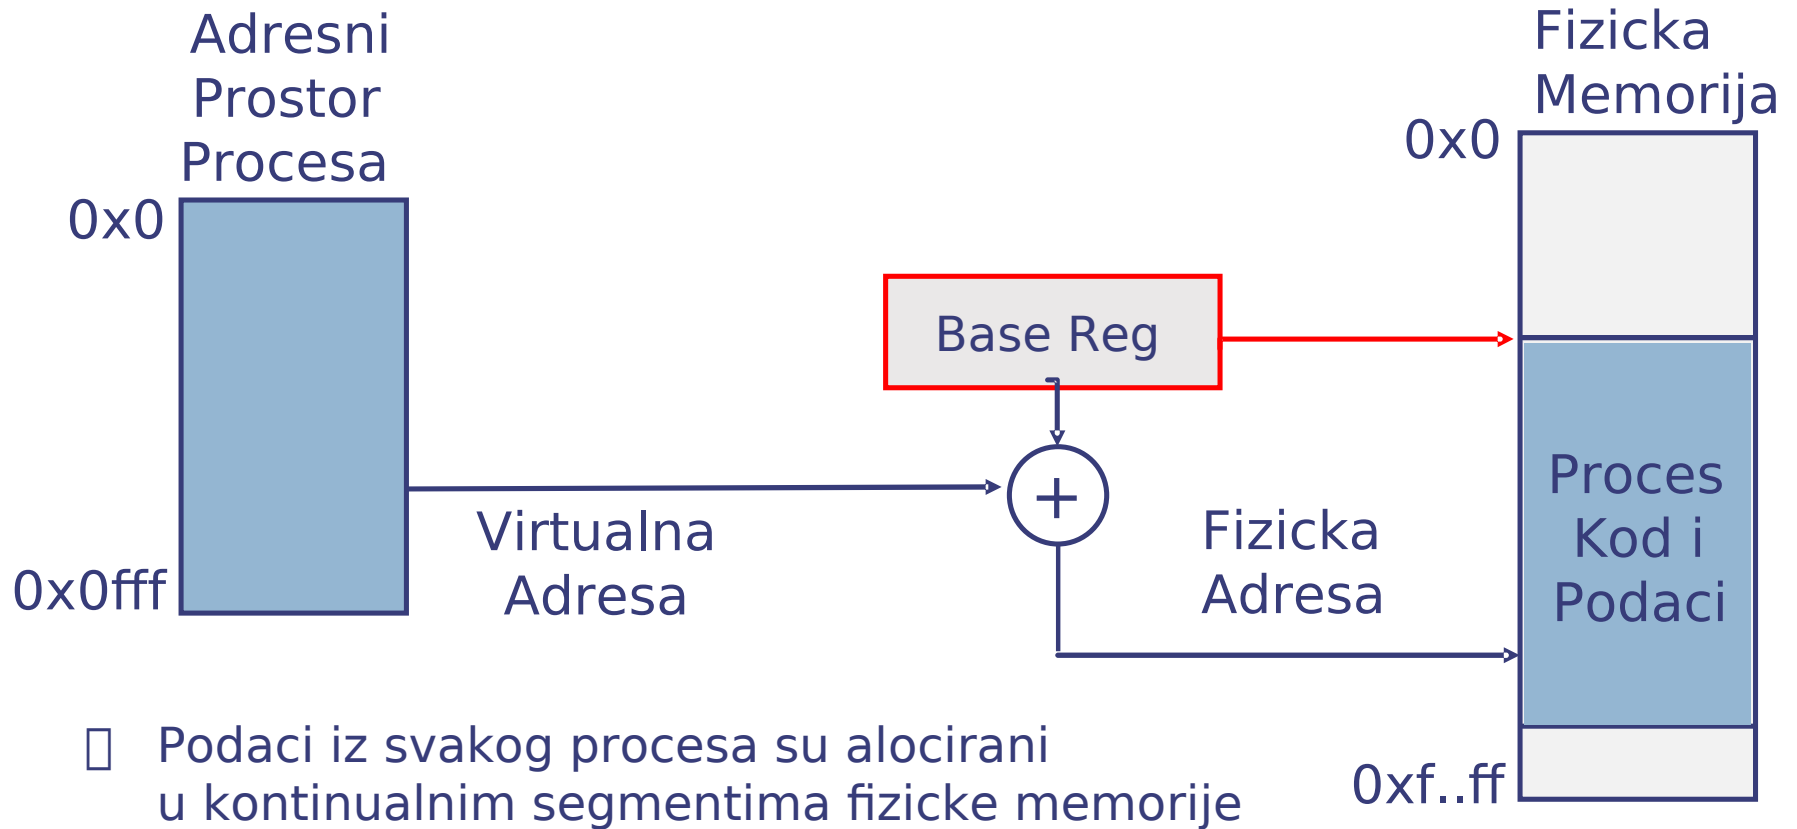 Adresni
Prostor
Procesa
0x0
0x0fff
Virtualna
Adresa
Base Reg
+
Fizicka
Adresa
Fizicka
Memorija
0x0
Proces
Kod i
Podaci
0xf..ff
Podaci iz svakog procesa su alocirani
u kontinualnim segmentima fizicke memorije